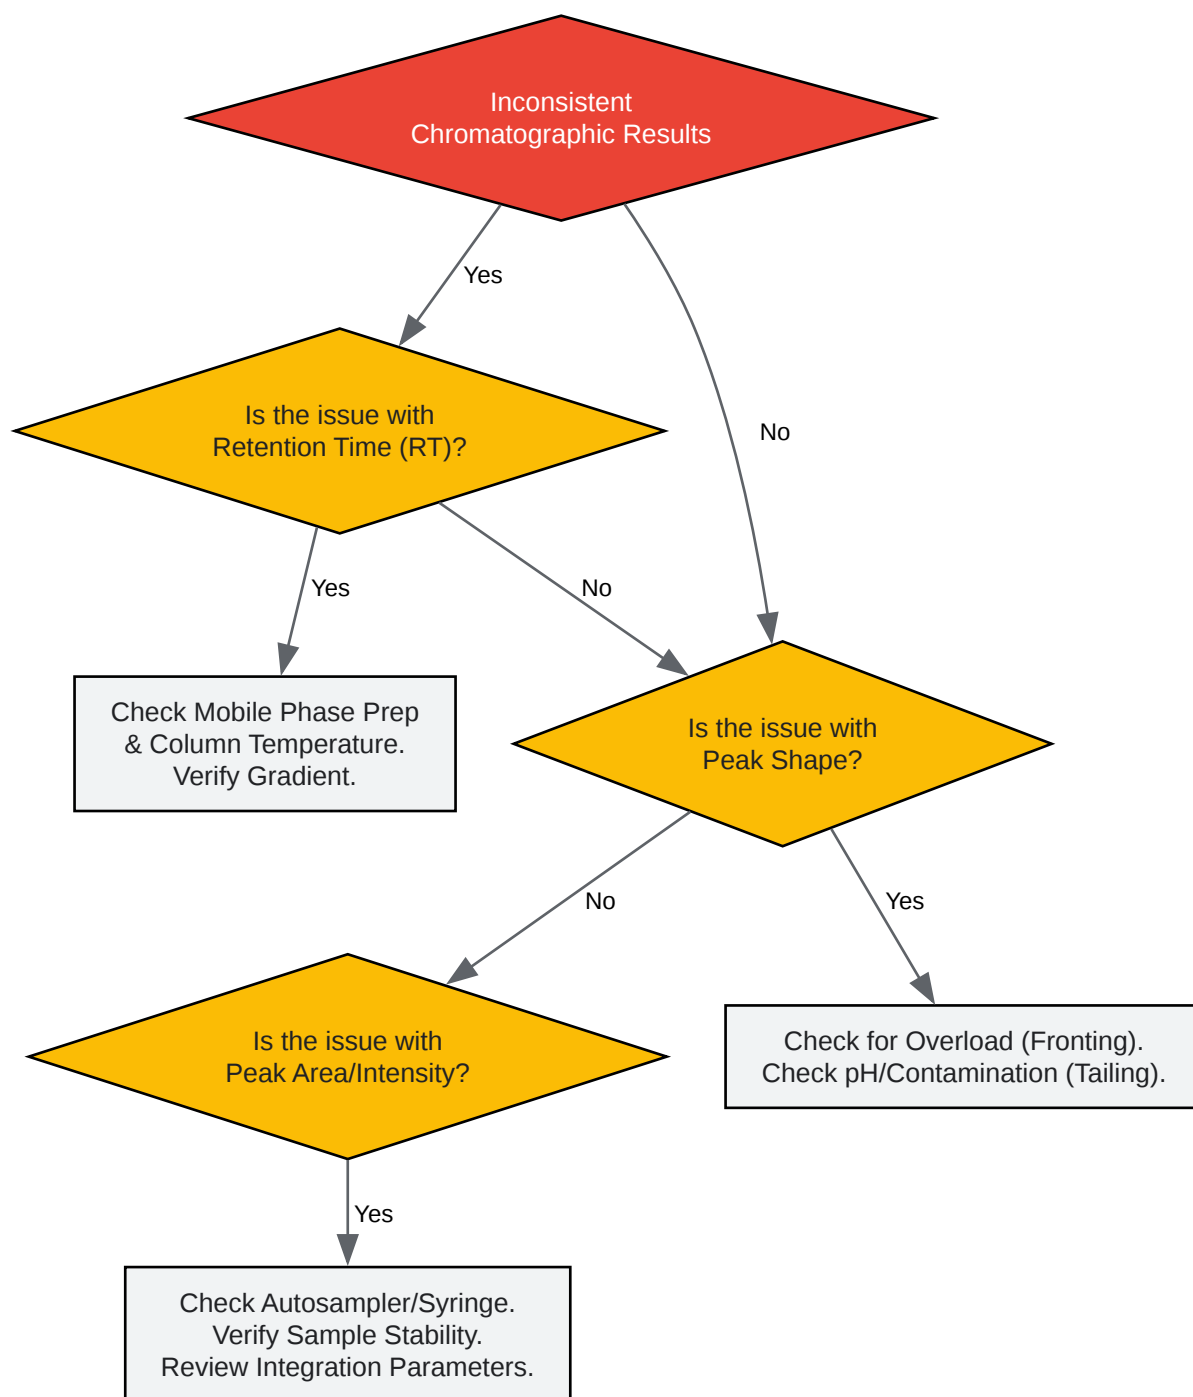 Inconsistent
Chromatographic Results
Yes
No
Is the issue with
Retention Time (RT)?
Yes
No
Check Mobile Phase Prep
& Column Temperature.
Verify Gradient.
Is the issue with
Peak Shape?
No
Yes
Is the issue with
Peak Area/Intensity?
Check for Overload (Fronting).
Check pH/Contamination (Tailing).
Yes
Check Autosampler/Syringe.
Verify Sample Stability.
Review Integration Parameters.